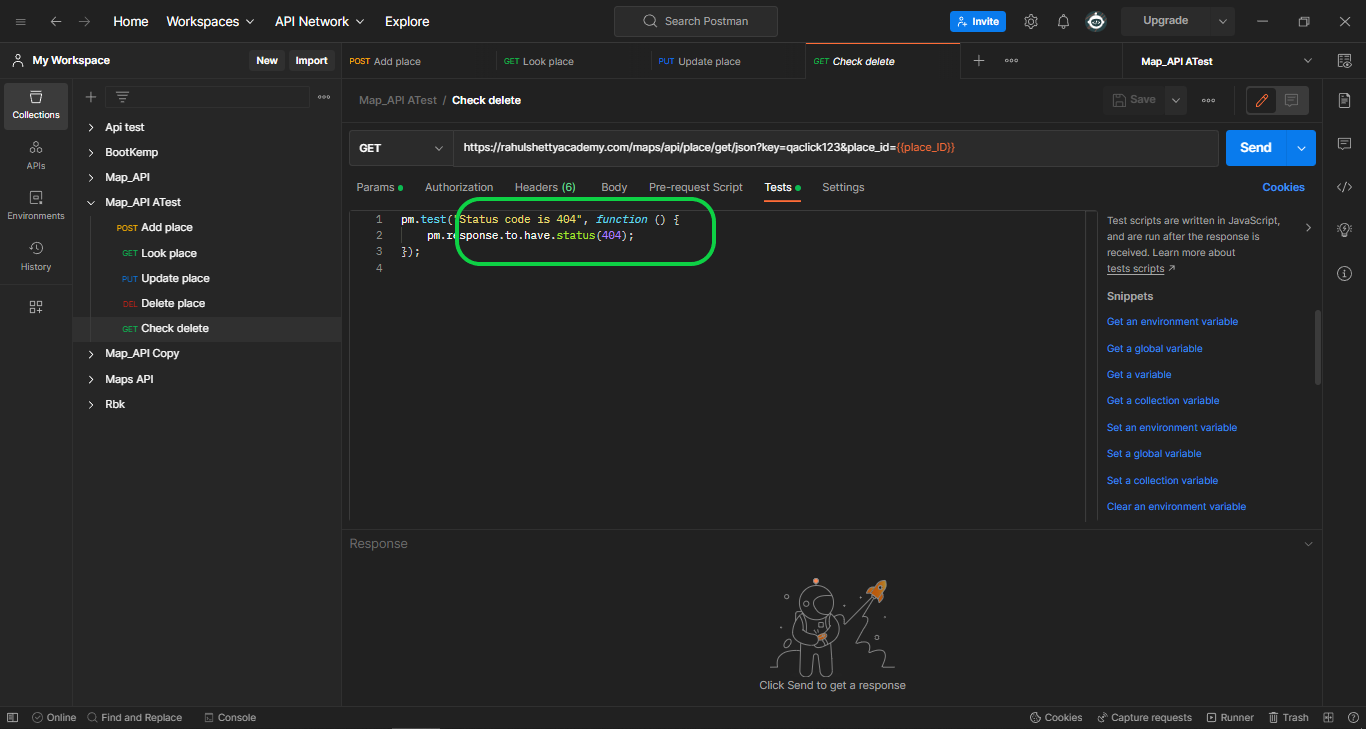 Home Workspaces API Network Explore Search Postman Invite Upgrade
My Workspace New Import POST Add place GET Look place PUT Update place GET Check delete Map_API ATest
Collections
APIs
Environments
History
Api test
BootKemp
Map_API
Map_API ATest
POST Add place
GET Look place
PUT Update place
DEL Delete place
GET Check delete
Map_API Copy
Maps API
Rbk
Map_API ATest / Check delete Save
GET https://rahulshettyacademy.com/maps/api/place/get/json?key=qaclick123&place_id={{place_ID}} Send
Params Authorization Headers (6) Body Pre-request Script Tests Settings Cookies
1 pm.test("Status code is 404", function () {
2 pm.response.to.have.status(404);
3 });
4
Test scripts are written in JavaScript,
and are run after the response is
received. Learn more about
tests scripts
Snippets
Get an environment variable
Get a global variable
Get a variable
Get a collection variable
Set an environment variable
Set a global variable
Set a collection variable
Clear an environment variable
Response
Click Send to get a response
Online Find and Replace Console Cookies Capture requests Runner Trash